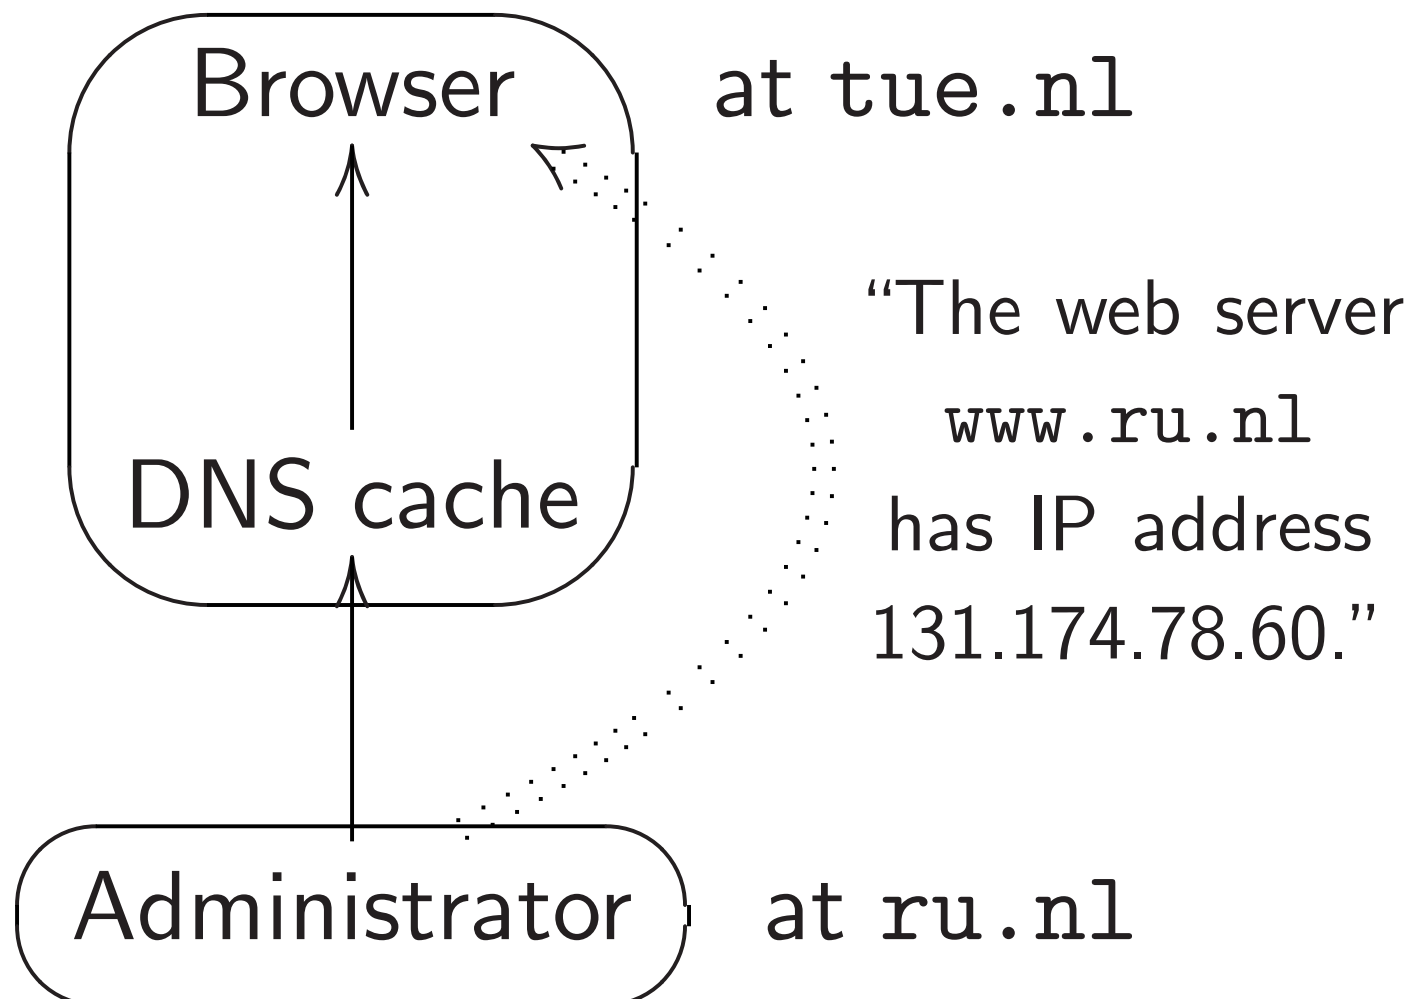 Browser at tue.nl
“The web server
www.ru.nl
DNS cache
has IP address
131.174.78.60.”
Administrator at ru.nl